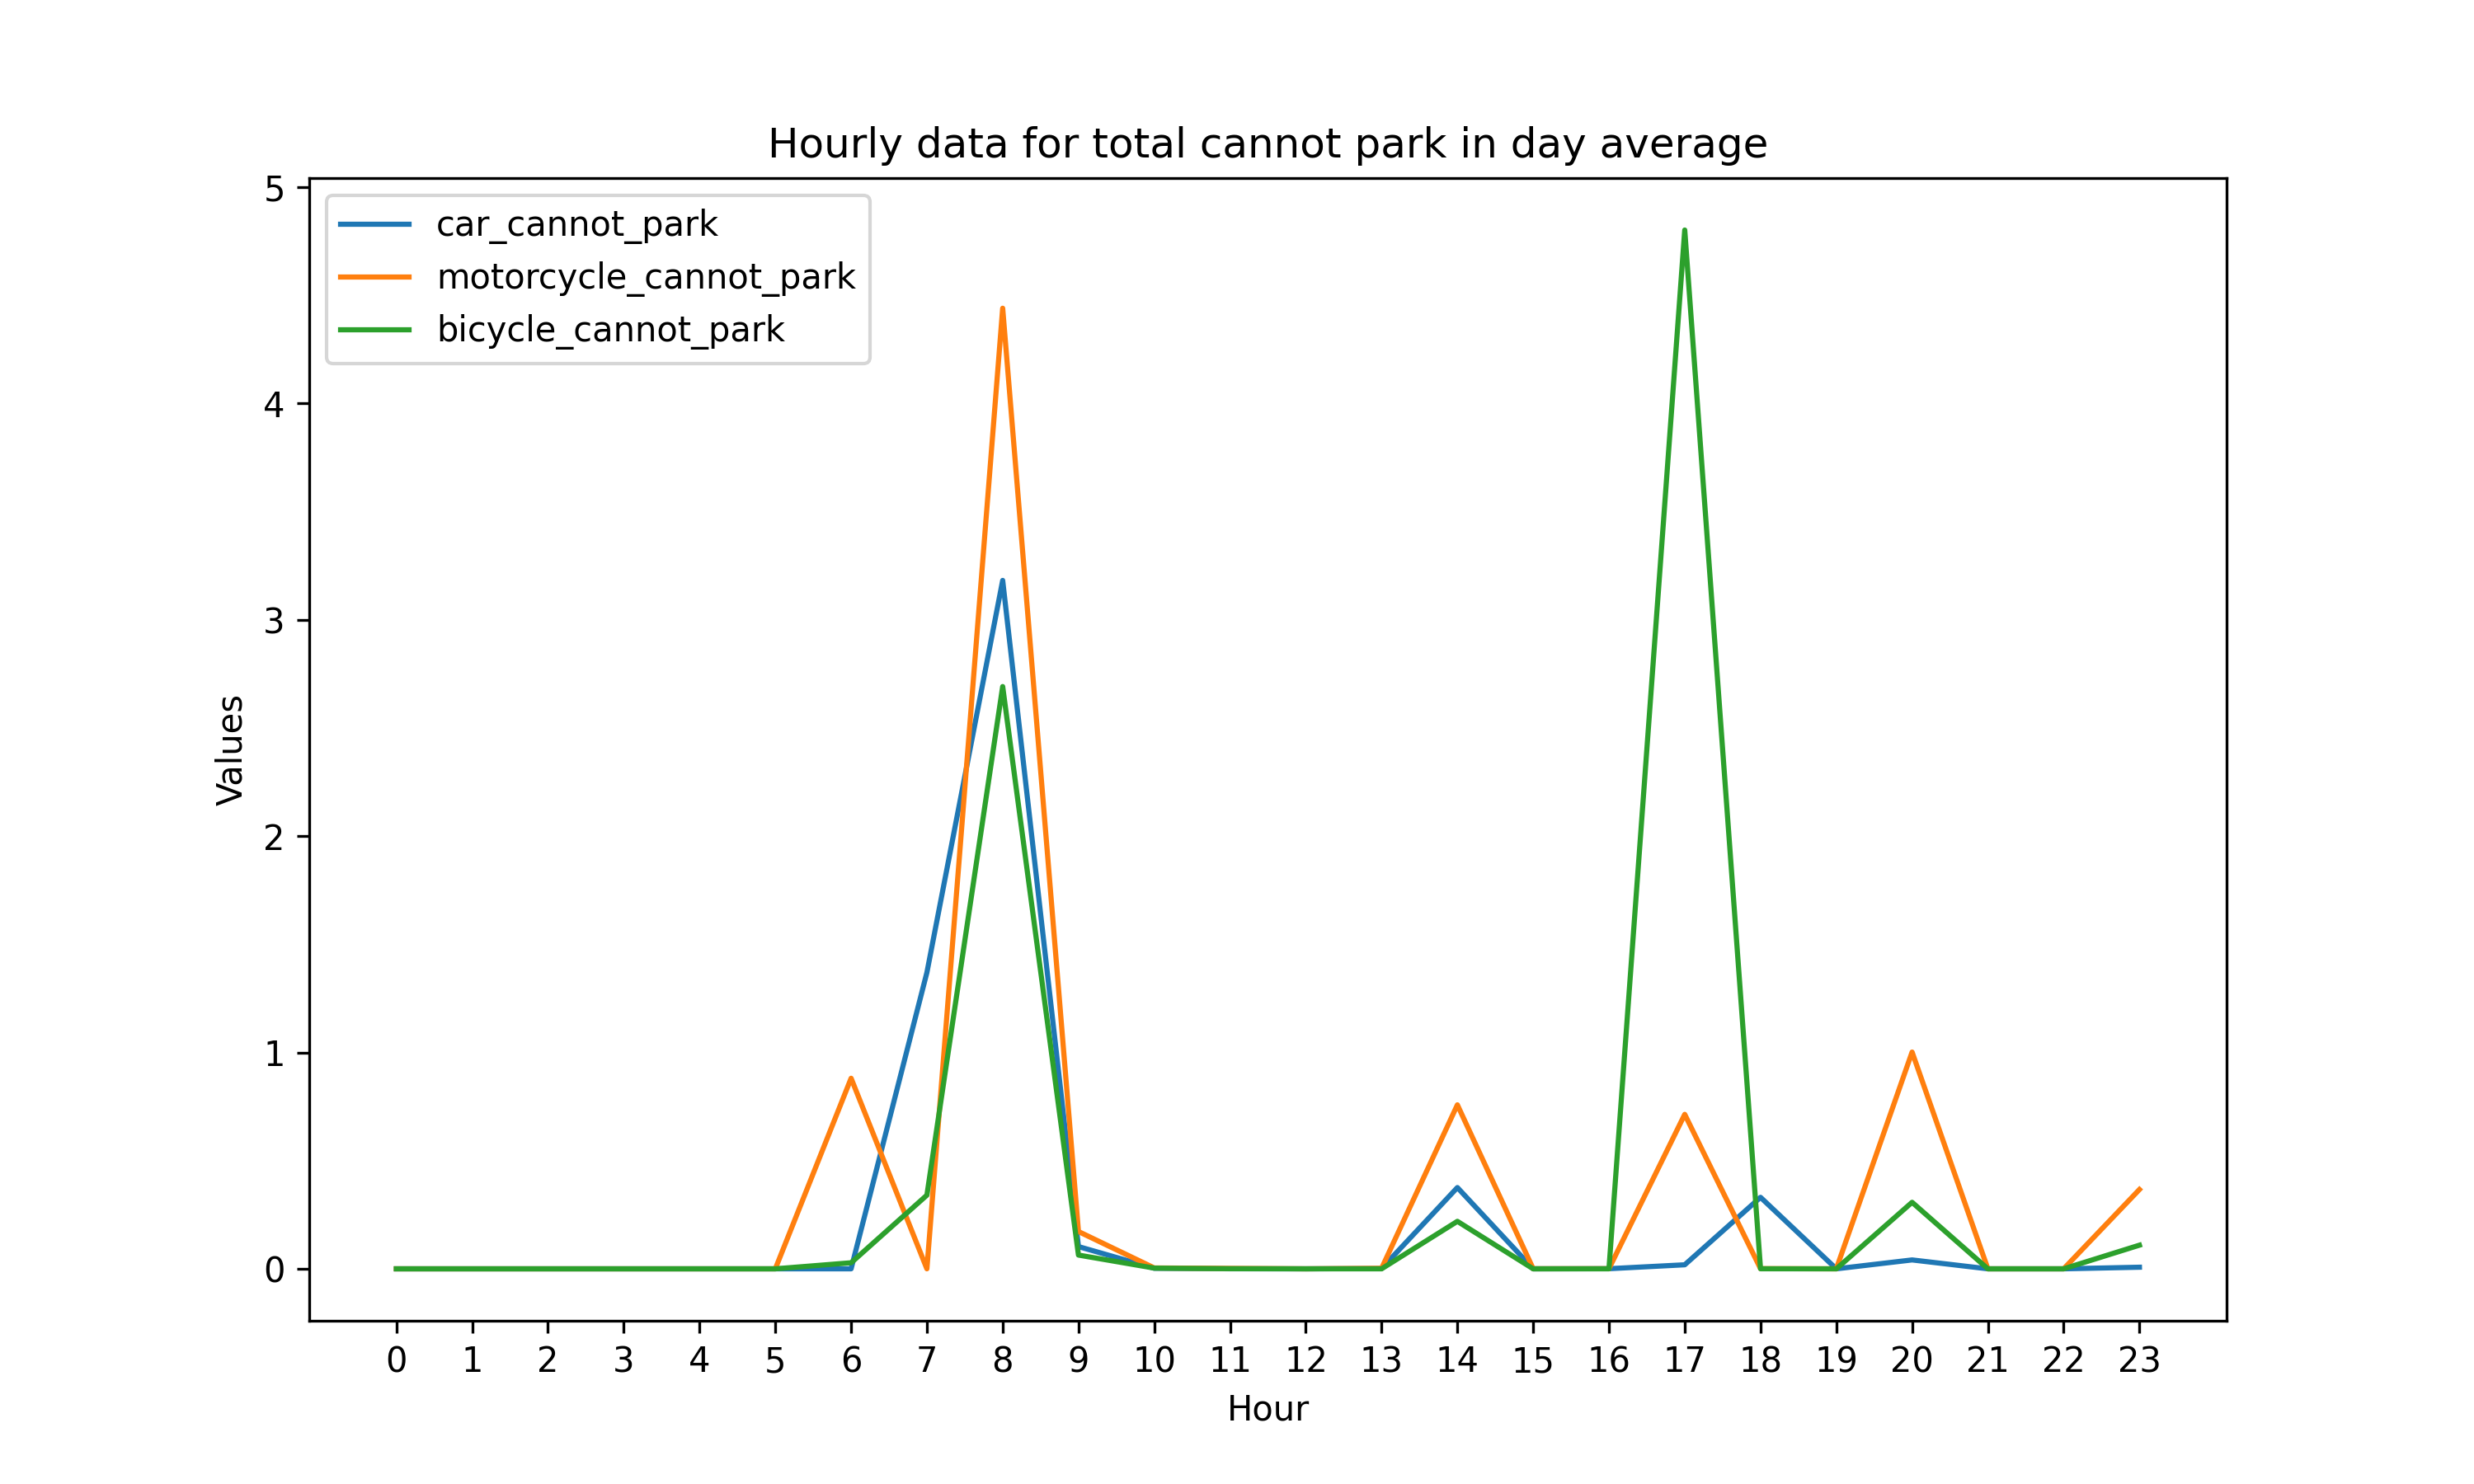 Hourly data for total cannot park in day average
car_cannot_park
motorcycle_cannot_park
bicycle_cannot_park
5
4
3
2
1
0
Values
0 1 2 3 4 5 6 7 8 9 10 11 12 13 14 15 16 17 18 19 20 21 22 23
Hour